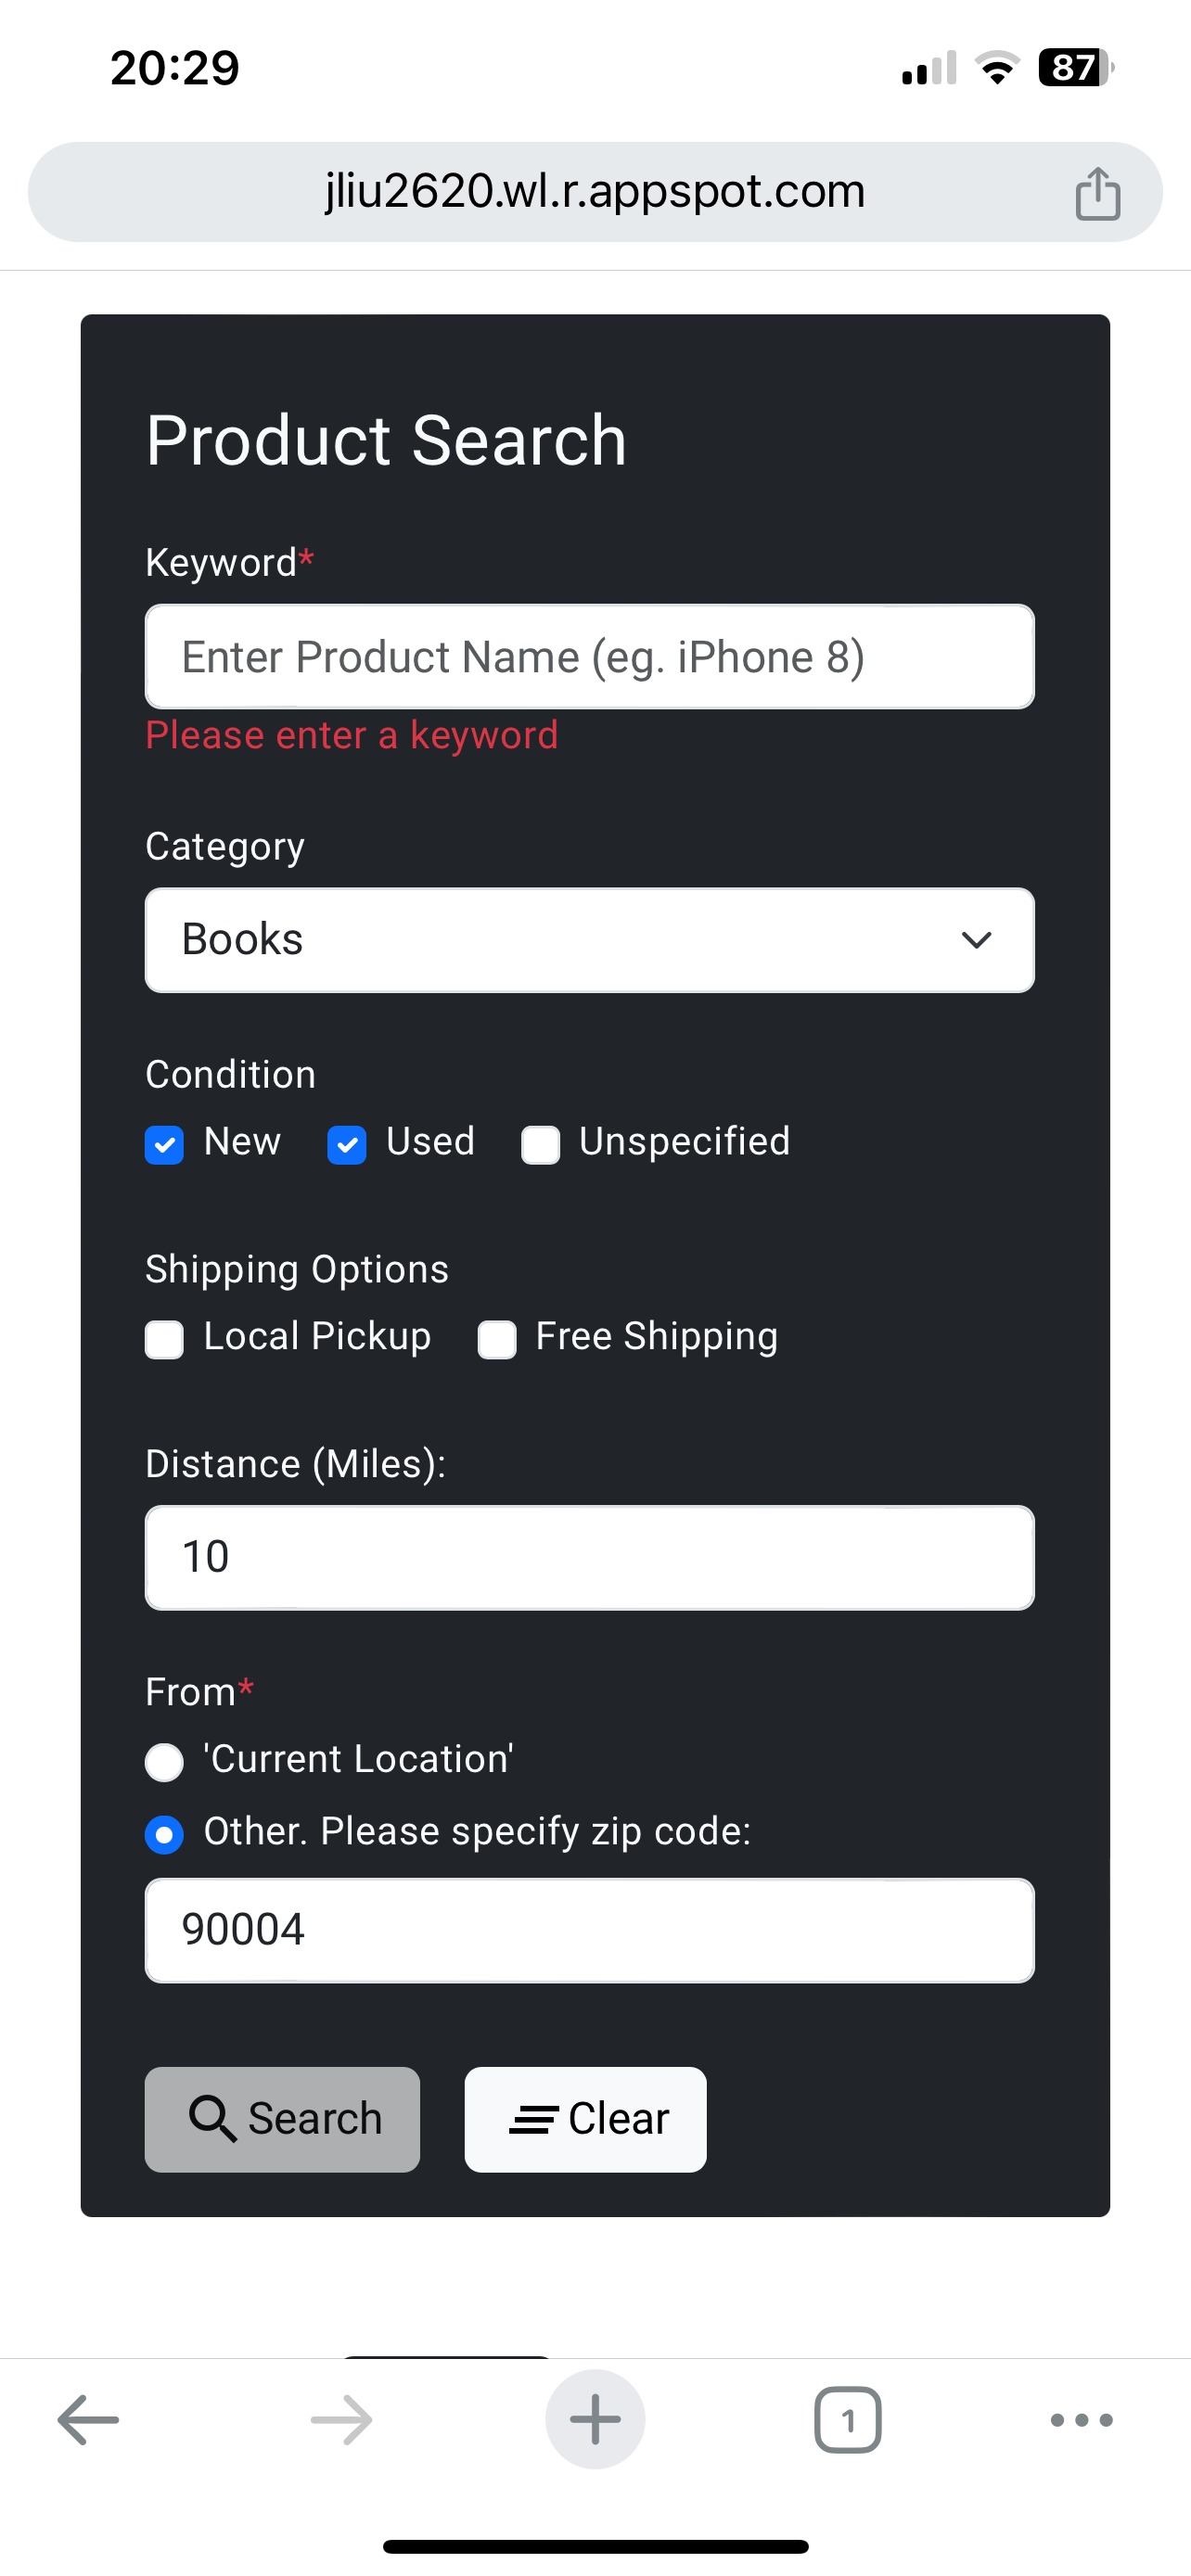 20:29
87
jliu2620.wl.r.appspot.com
Product Search
Keyword*
Enter Product Name (eg. iPhone 8)
Please enter a keyword
Category
Books
Condition
New Used Unspecified
Shipping Options
Local Pickup Free Shipping
Distance (Miles):
10
From*
'Current Location'
Other. Please specify zip code:
90004
Search Clear
1